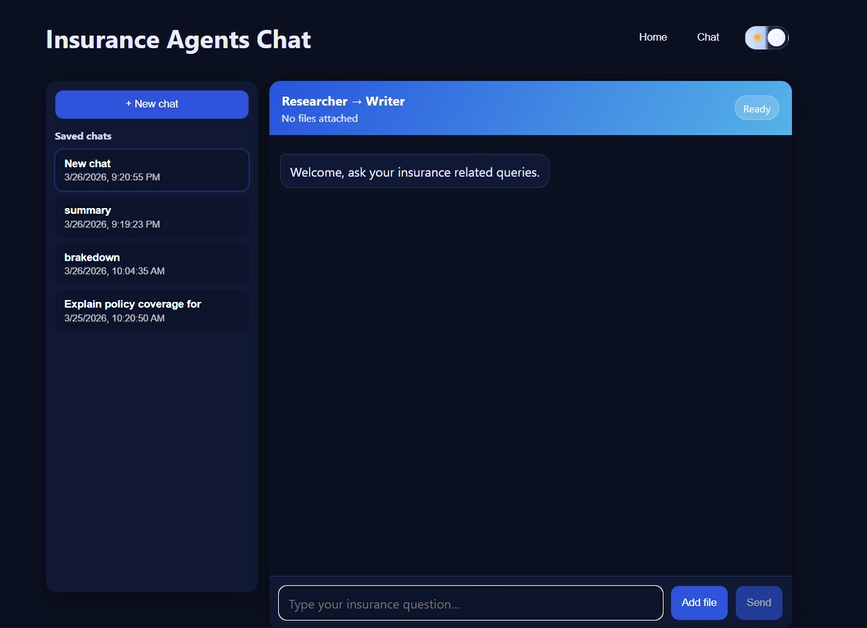 Insurance Agents Chat
Home
Chat
+ New chat
Saved chats
New chat
3/26/2026, 9:20:55 PM
summary
3/26/2026, 9:19:23 PM
brakedown
3/26/2026, 10:04:35 AM
Explain policy coverage for
3/25/2026, 10:20:50 AM
Researcher → Writer
No files attached
Ready
Welcome, ask your insurance related queries.
Type your insurance question...
Add file
Send